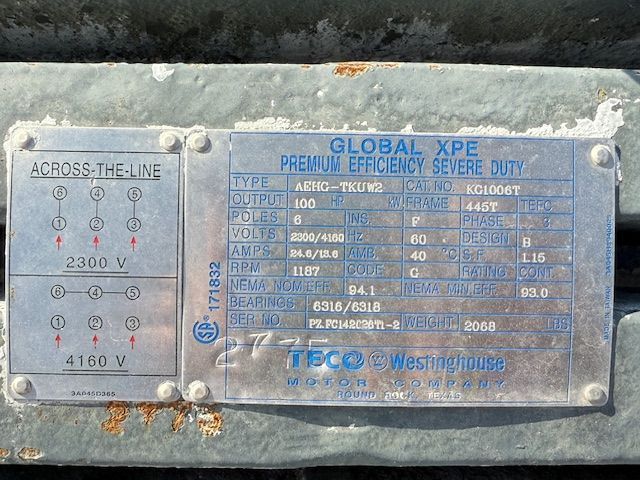 ACROSS-THE-LINE
6 4 5
1 2 3
2300 V
6 4 5
1 2 3
4160 V
3A045D365
171832
GLOBAL XPE
PREMIUM EFFICIENCY SEVERE DUTY
TYPE AEHG-TKUW2 CAT. NO. KG1006T
OUTPUT 100 HP KW FRAME 445T TEFC
POLES 6 INS. F PHASE 3
VOLTS 2300/4160 Hz 60 DESIGN B
AMPS 24.6/13.6 AMB. 40 °C S.F. 1.15
RPM 1187 CODE G RATING CONT.
NEMA NOM.EFF. 94.1 NEMA MIN.EFF. 93.0
BEARINGS 6316/6318
SER NO. WEIGHT 2068 LBS
TECO Westinghouse
MOTOR COMPANY
ROUND ROCK, TEXAS
MADE IN TAIWAN